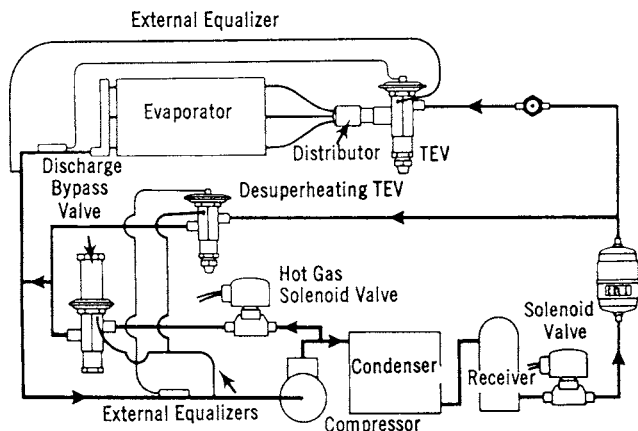 External Equalizer
Evaporator
Distributor
TEV
Discharge
Bypass
Valve
Desuperheating TEV
Hot Gas
Solenoid Valve
Solenoid
Valve
Condenser
Receiver
External Equalizers
Compressor